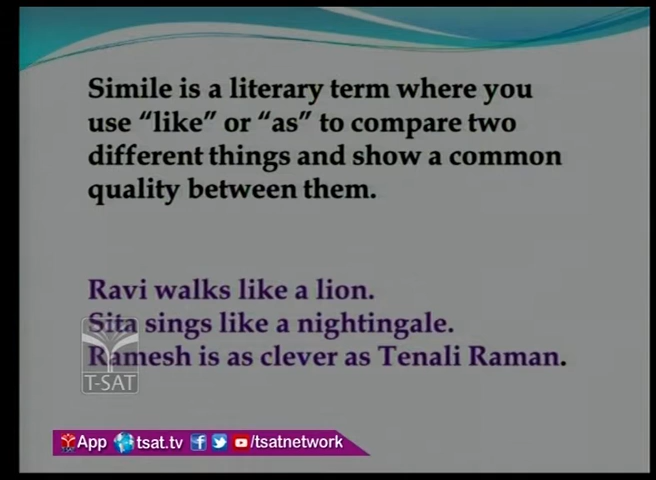 Simile is a literary term where you
use “like” or “as” to compare two
different things and show a common
quality between them.
Ravi walks like a lion.
Sita sings like a nightingale.
Ramesh is as clever as Tenali Raman.
T-SAT
App tsat.tv /tsatnetwork